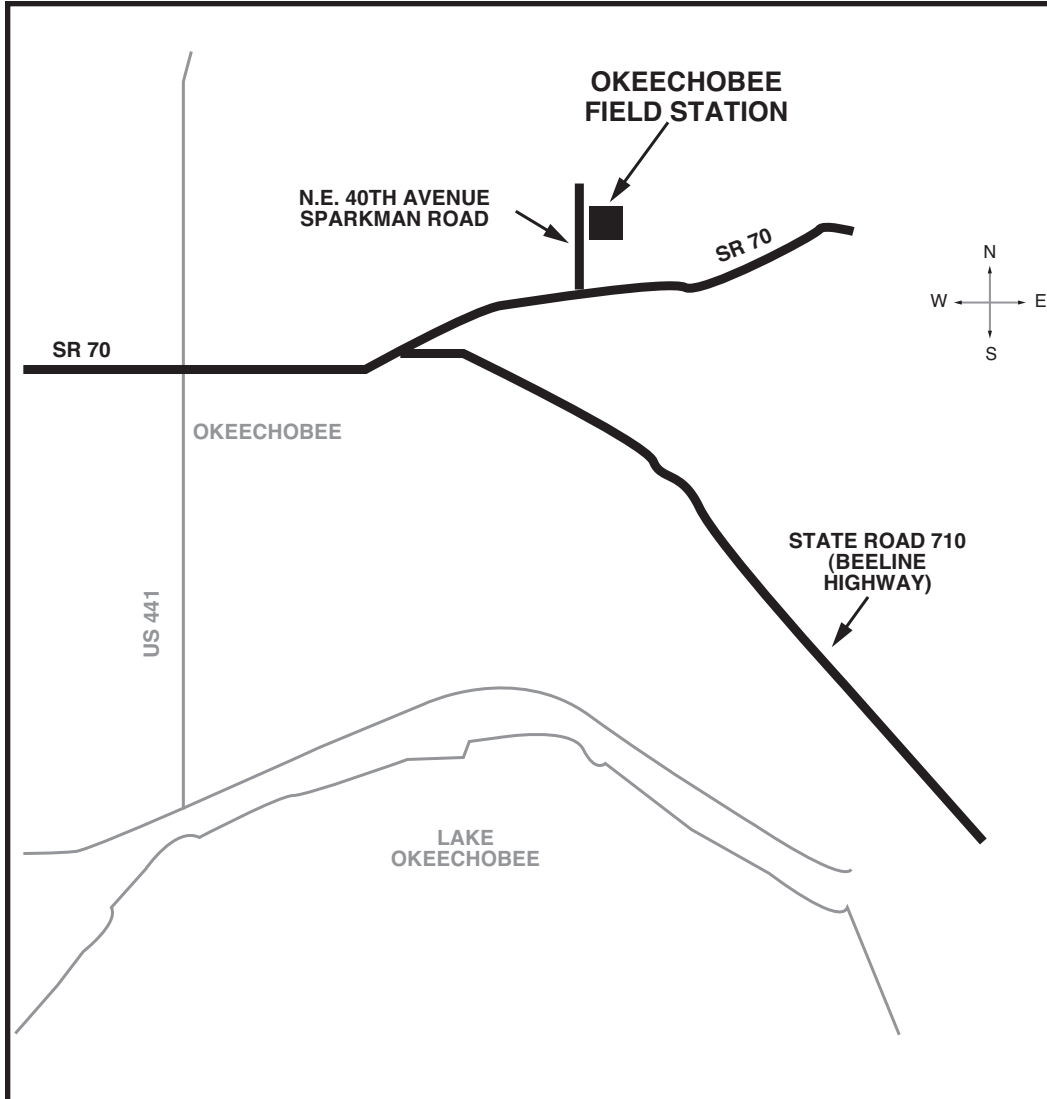 OKEECHOBEE
FIELD STATION
N.E. 40TH AVENUE
SPARKMAN ROAD
SR 70
N
W
E
S
SR 70
OKEECHOBEE
STATE ROAD 710
(BEELINE
HIGHWAY)
US 441
LAKE
OKEECHOBEE